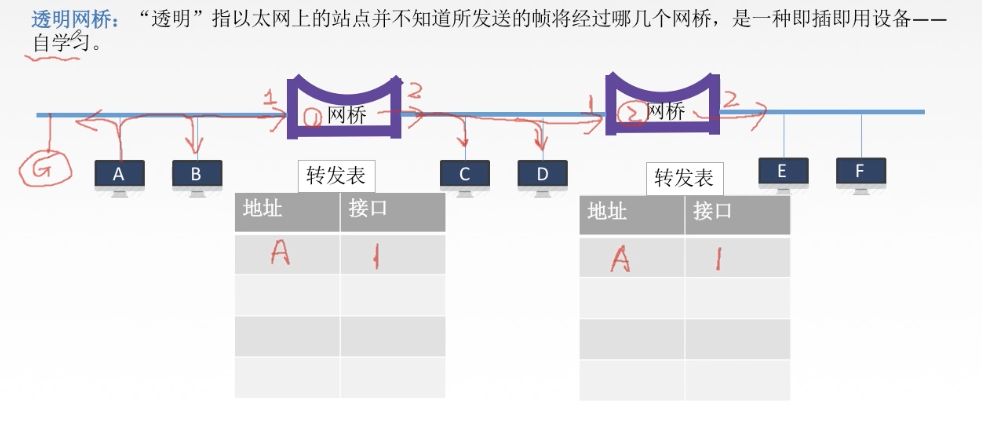 透明网桥：“透明”指以太网上的站点并不知道所发送的帧将经过哪几个网桥，是一种即插即用设备——
自学习。
1 ① 网桥 2 1 ② 网桥 2
G A B C D E F
转发表 转发表
地址 接口 地址 接口
A 1 A 1